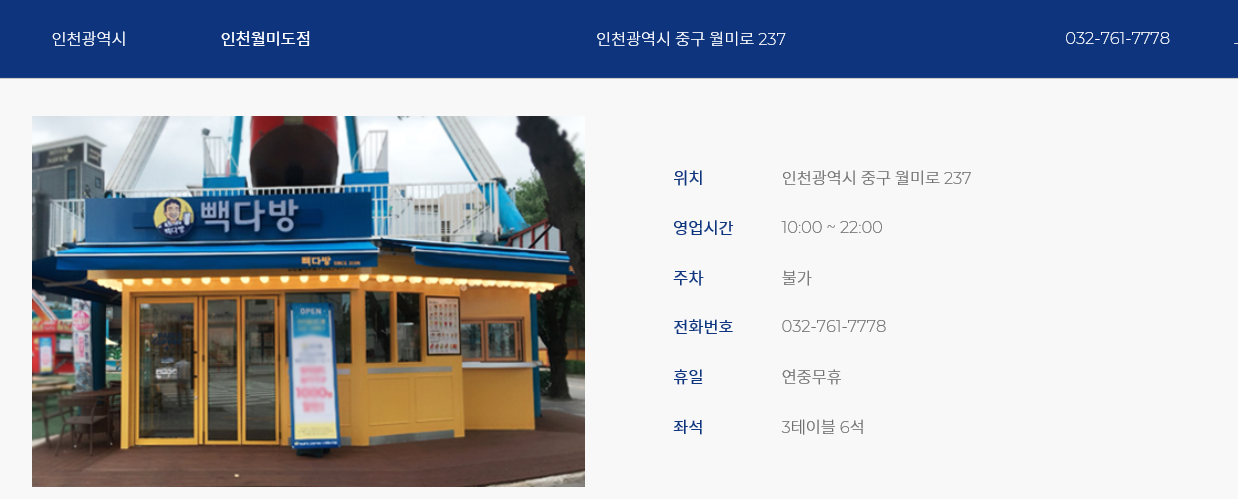 인천광역시 인천월미도점 인천광역시 중구 월미로 237 032-761-7778
빽다방
빽다방
빽다방
OPEN
위치 인천광역시 중구 월미로 237
영업시간 10:00 ~ 22:00
주차 불가
전화번호 032-761-7778
휴일 연중무휴
좌석 3테이블 6석